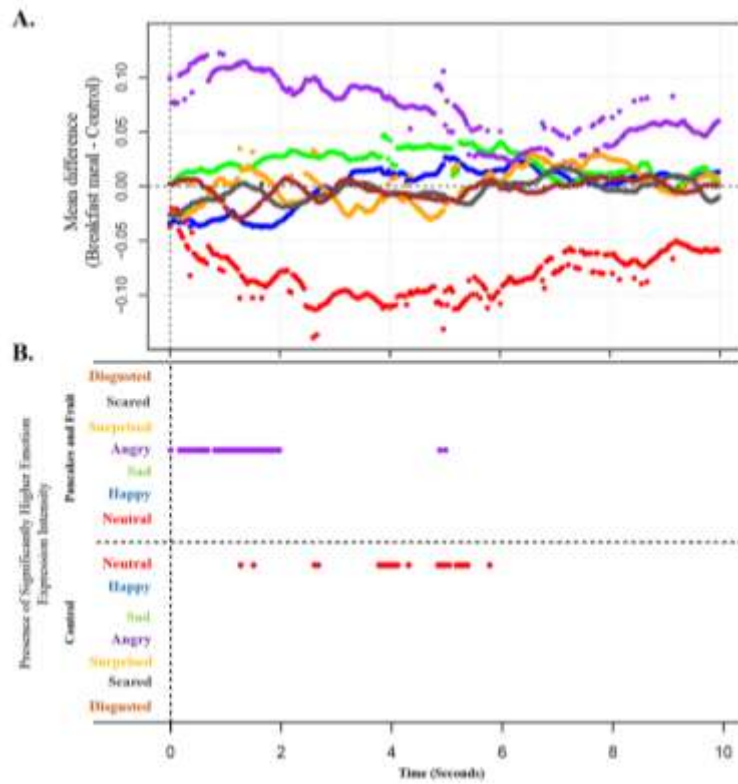 A.
Mean difference
(Breakfast meal - Control)
0.10
0.05
0.00
−0.05
−0.10
B.
Presence of Significantly Higher Emotion
Expression Intensity
Pancakes and Fruit
Disgusted
Scared
Surprised
Angry
Sad
Happy
Neutral
Control
Neutral
Happy
Sad
Angry
Surprised
Scared
Disgusted
0 2 4 6 8 10
Time (Seconds)